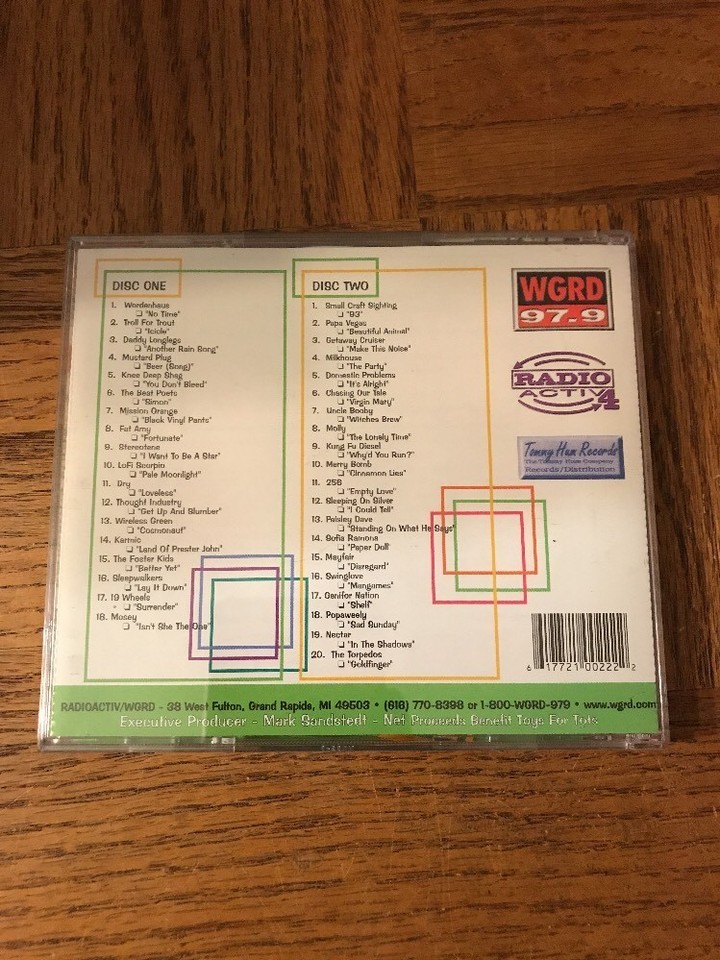 DISC ONE
1. Wordenhaus
"No Time"
2. Troll For Trout
"Icicle"
3. Daddy Longlegs
"Another Rain Song"
4. Mustard Plug
"Beer (Song)"
5. Knee Deep Shag
"You Don't Bleed"
6. The Beat Poets
"Simon"
7. Mission Orange
"Black Vinyl Pants"
8. Fat Amy
"Fortunate"
9. Stereotone
"I Want To Be A Star"
10. LoFi Scorpio
"Pale Moonlight"
11. Dry
"Loveless"
12. Thought Industry
"Get Up And Slumber"
13. Wireless Green
"Cosmonaut"
14. Karmic
"Land Of Prester John"
15. The Foster Kids
"Better Yet"
16. Sleepwalkers
"Lay It Down"
17. 19 Wheels
"Surrender"
18. Mosey
"Isn't She The One"
DISC TWO
1. Small Craft Sighting
"93"
2. Papa Vegas
"Beautiful Animal"
3. Getaway Cruiser
"Make This Noise"
4. Milkhouse
"The Party"
5. Domestic Problems
"It's Alright"
6. Chasing Our Tale
"Virgin Mary"
7. Uncle Booby
"Witches Brew"
8. Molly
"The Lonely Time"
9. Kung Fu Diesel
"Why'd You Run?"
10. Merry Bomb
"Cinnamon Lies"
11. 258
"Empty Love"
12. Sleeping On Silver
"I Could Tell"
13. Paisley Dave
"Standing On What He Says"
14. Sofia Ramona
"Paper Doll"
15. Mayfair
"Disregard"
16. Swinglove
"Mangames"
17. Genifor Nation
"Shelf"
18. Popaweely
"Sad Sunday"
19. Nectar
"In The Shadows"
20. The Torpedos
"Goldfinger"
WGRD
97.9
RADIO
ACTIV 4
Tommy Hum Records
The Tommy Hum Company
Records/Distribution
6 17721 00222 2
RADIOACTIV/WGRD - 38 West Fulton, Grand Rapids, MI 49503 • (616) 770-8398 or 1-800-WGRD-979 • www.wgrd.com
Executive Producer - Mark Sandstedt - Net Proceeds Benefit Toys For Tots